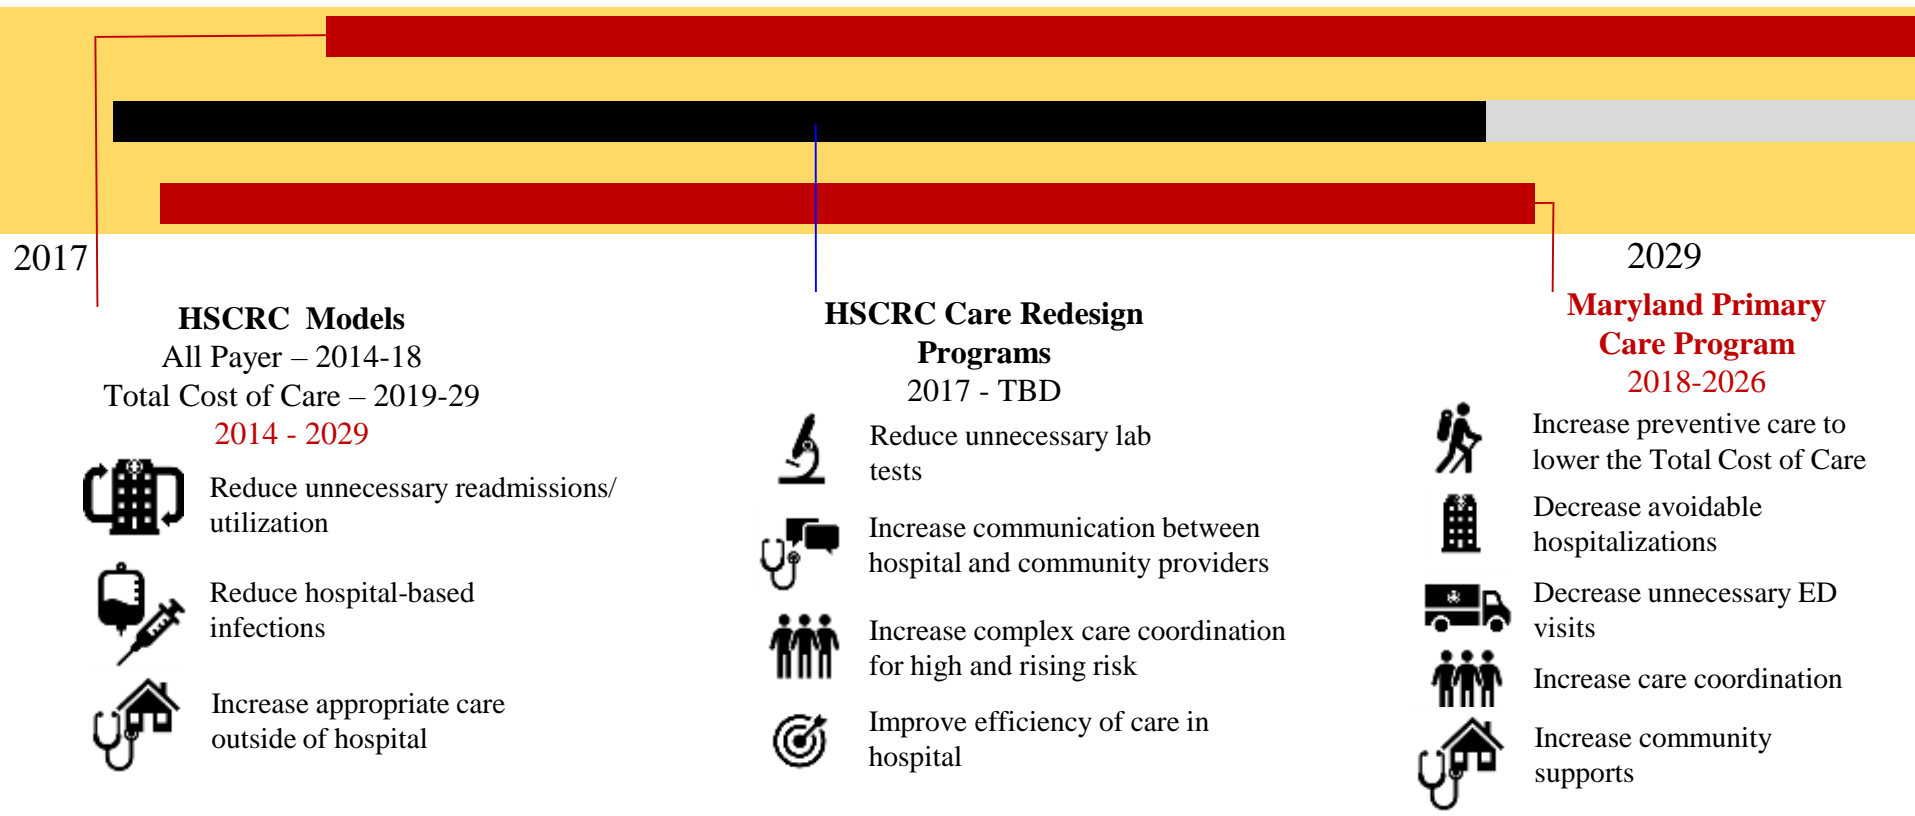 2017
2029
HSCRC  Models
All Payer – 2014-18
Total Cost of Care – 2019-29
2014 - 2029
Reduce unnecessary readmissions/
utilization
Reduce hospital-based
infections
Increase appropriate care
outside of hospital
HSCRC Care Redesign
Programs
2017 - TBD
Reduce unnecessary lab
tests
Increase communication between
hospital and community providers
Increase complex care coordination
for high and rising risk
Improve efficiency of care in
hospital
Maryland Primary
Care Program
2018-2026
Increase preventive care to
lower the Total Cost of Care
Decrease avoidable
hospitalizations
Decrease unnecessary ED
visits
Increase care coordination
Increase community
supports